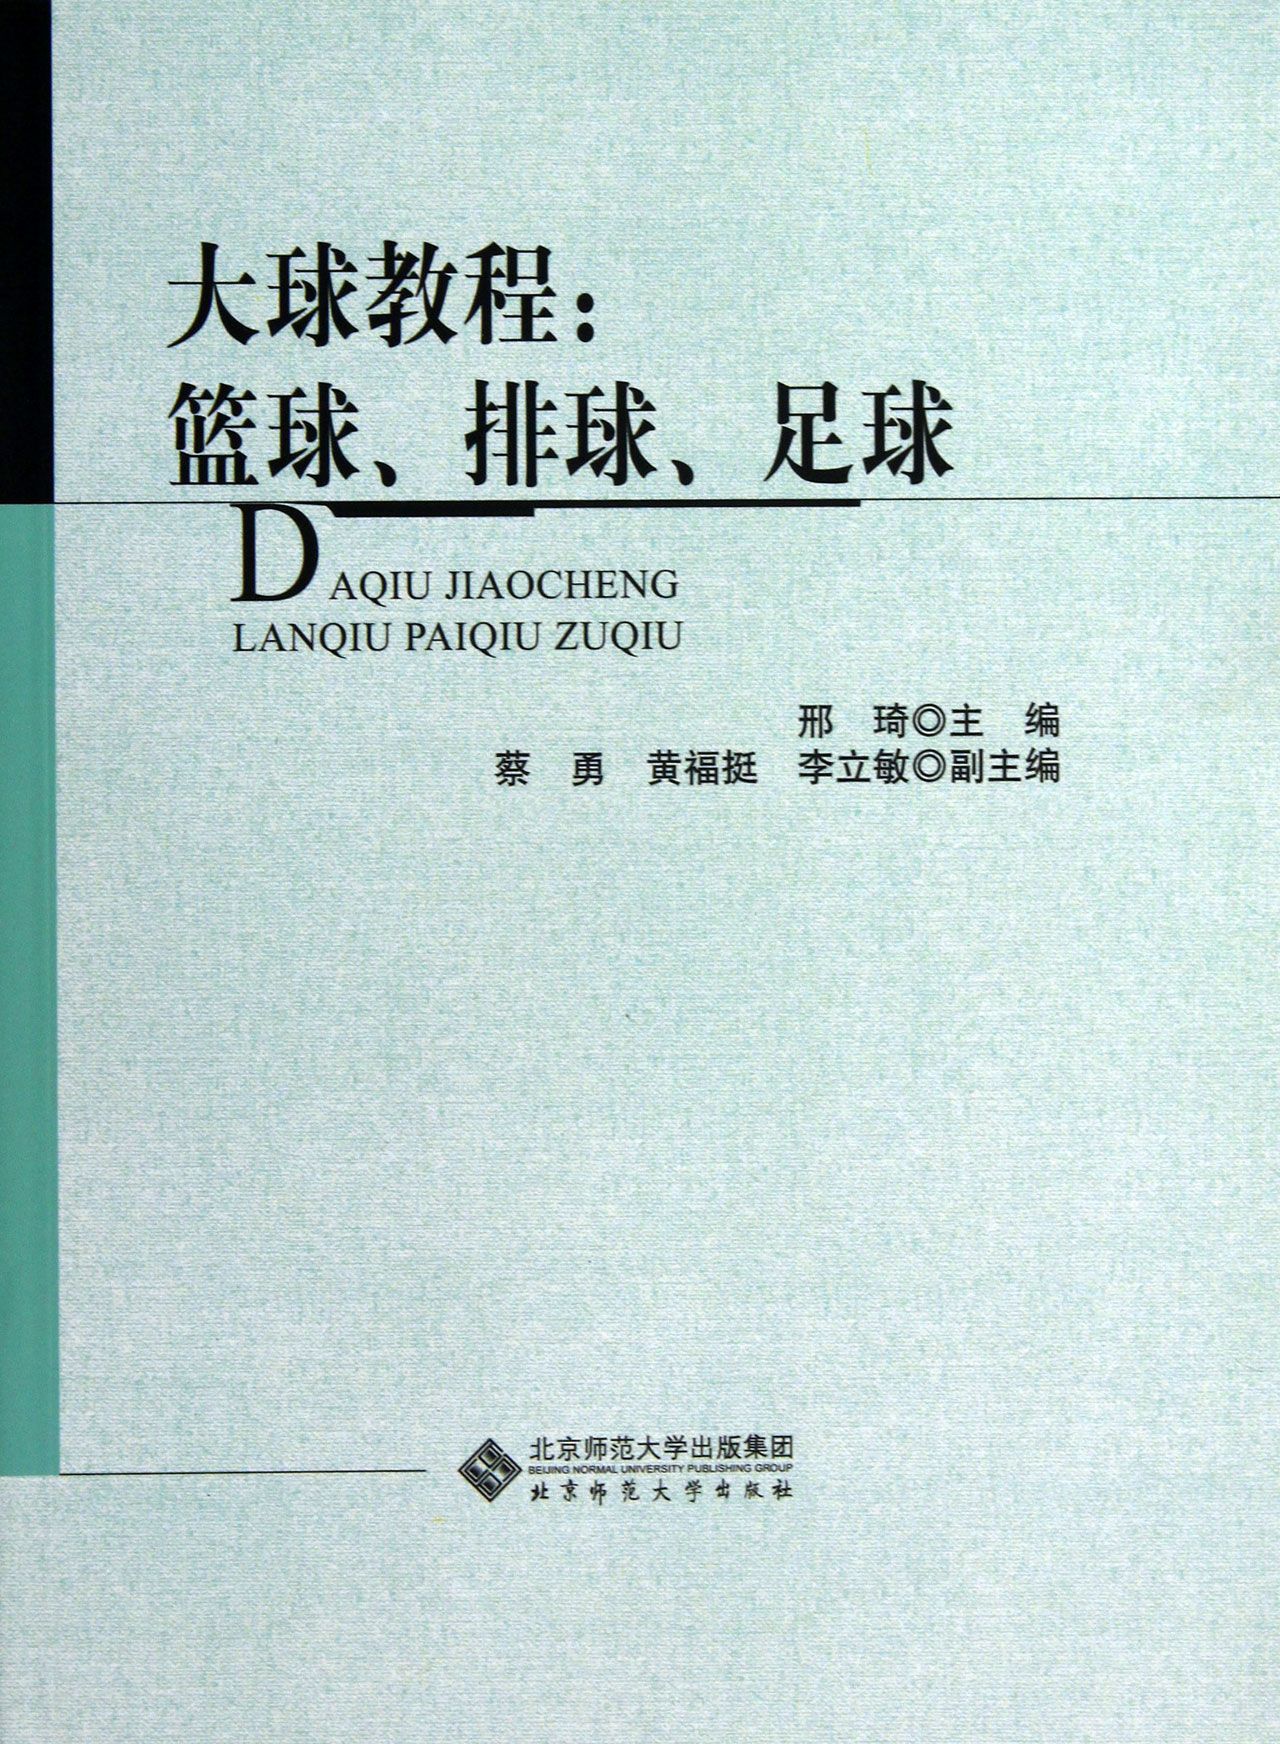 大球教程：
篮球、排球、足球
DAQIU JIAOCHENG
LANQIU PAIQIU ZUQIU
邢　琦◎主　编
蔡　勇　黄福挺　李立敏◎副主编
北京师范大学出版集团
BEIJING NORMAL UNIVERSITY PUBLISHING GROUP
北京师范大学出版社